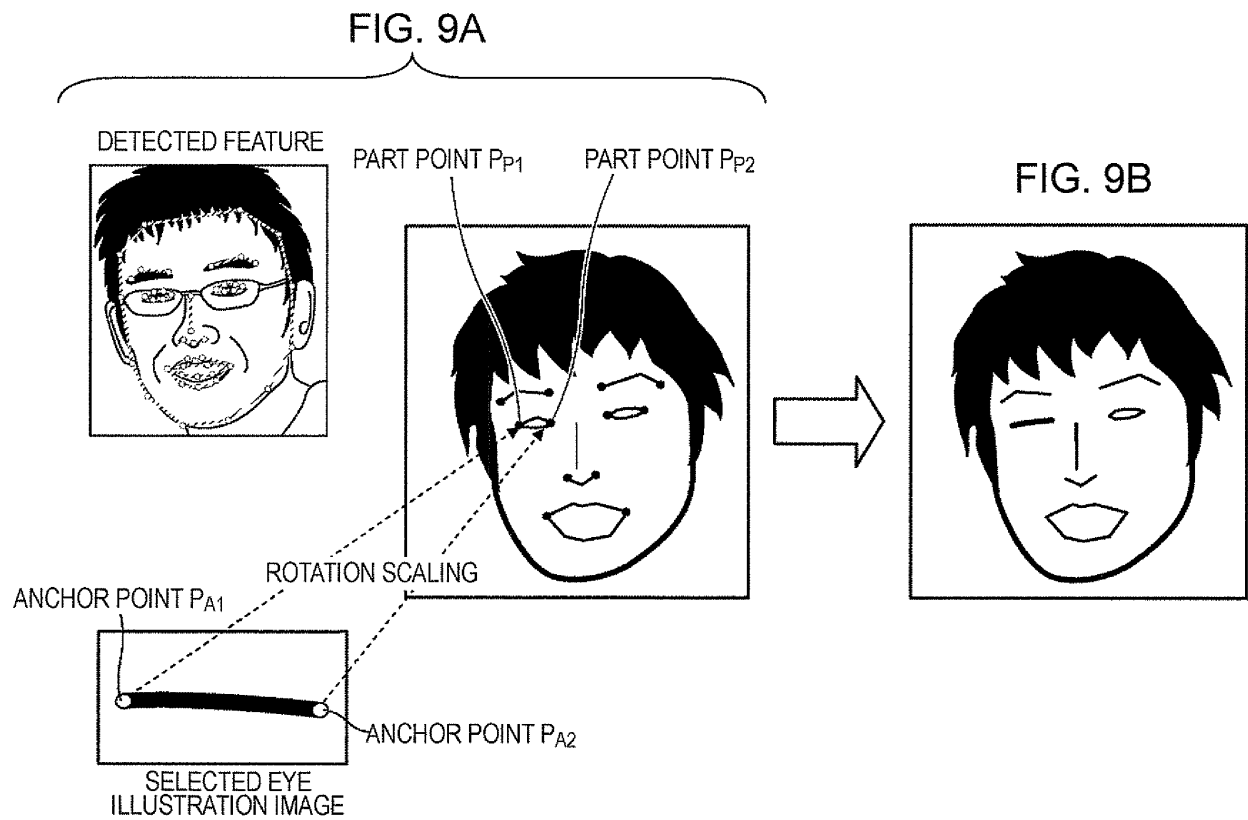 FIG. 9A
DETECTED FEATURE
PART POINT PP1
PART POINT PP2
FIG. 9B
ROTATION SCALING
ANCHOR POINT PA1
ANCHOR POINT PA2
SELECTED EYE
ILLUSTRATION IMAGE